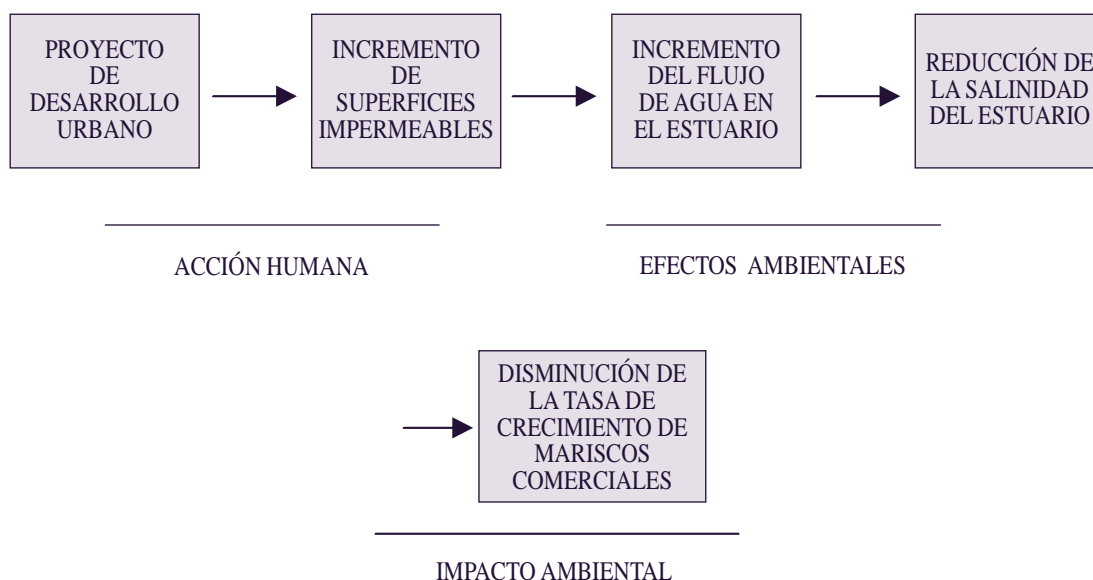 PROYECTO
DE
DESARROLLO
URBANO
INCREMENTO
DE
SUPERFICIES
IMPERMEABLES
INCREMENTO
DEL FLUJO
DE AGUA EN
EL ESTUARIO
REDUCCIÓN DE
LA SALINIDAD
DEL ESTUARIO
ACCIÓN HUMANA
EFECTOS AMBIENTALES
DISMINUCIÓN DE
LA TASA DE
CRECIMIENTO DE
MARISCOS
COMERCIALES
IMPACTO AMBIENTAL